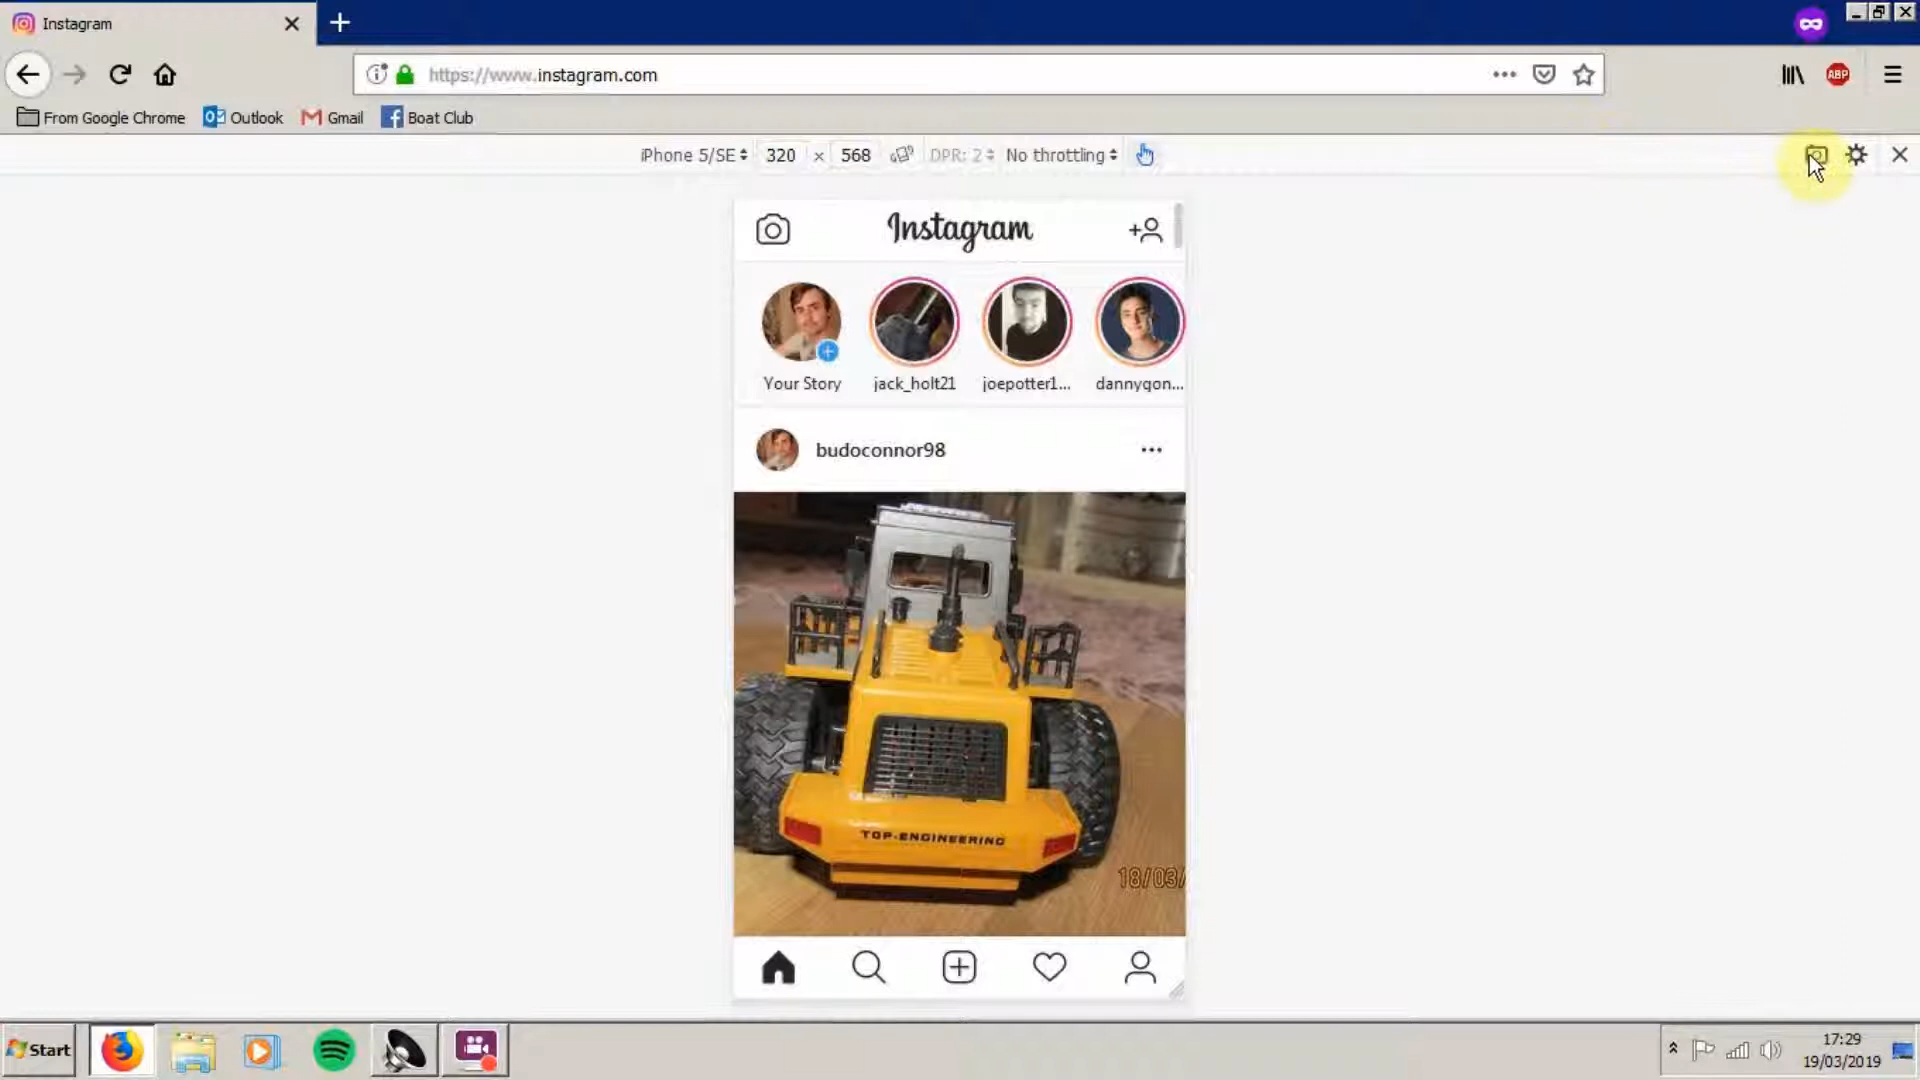 Instagram
https://www.instagram.com
ABP
From Google Chrome
Outlook
Gmail
Boat Club
iPhone 5/SE
320 x 568
DPR: 2
No throttling
Instagram
Your Story
jack_holt21
joepotter1...
dannygon...
budoconnor98
TOP-ENGINEERING
18/03/
Start
17:29
19/03/2019